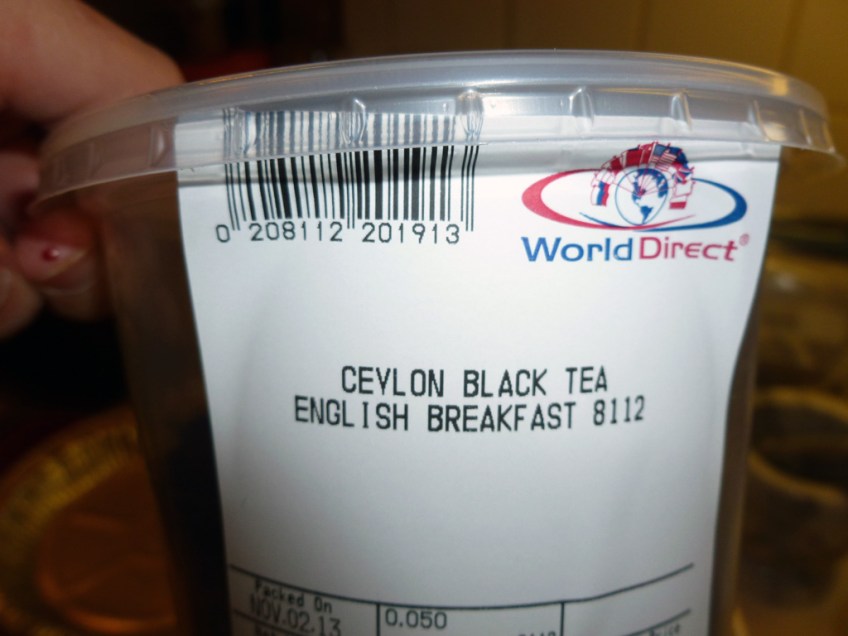 0 208112 201913
WorldDirect®
CEYLON BLACK TEA
ENGLISH BREAKFAST 8112
Packed On
NOV.02.13
0.050